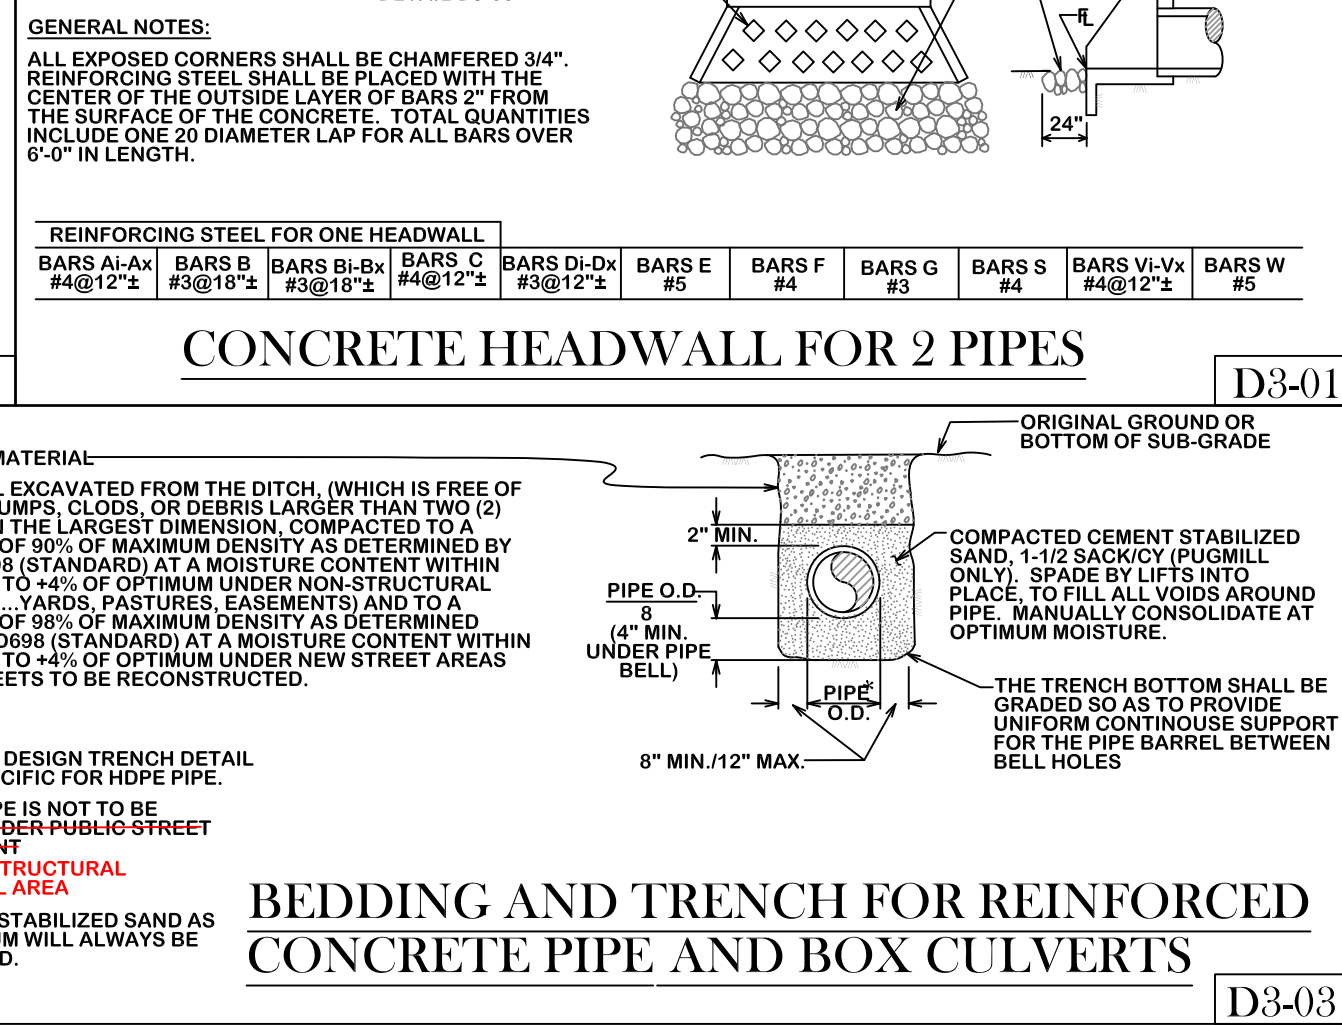 GENERAL NOTES:
ALL EXPOSED CORNERS SHALL BE CHAMFERED 3/4".
REINFORCING STEEL SHALL BE PLACED WITH THE
CENTER OF THE OUTSIDE LAYER OF BARS 2" FROM
THE SURFACE OF THE CONCRETE. TOTAL QUANTITIES
INCLUDE ONE 20 DIAMETER LAP FOR ALL BARS OVER
6'-0" IN LENGTH.
FL
24"
REINFORCING STEEL FOR ONE HEADWALL
BARS Ai-Ax
#4@12"±
BARS B
#3@18"±
BARS Bi-Bx
#3@18"±
BARS C
#4@12"±
BARS Di-Dx
#3@12"±
BARS E
#5
BARS F
#4
BARS G
#3
BARS S
#4
BARS Vi-Vx
#4@12"±
BARS W
#5
CONCRETE HEADWALL FOR 2 PIPES
D3-01
MATERIAL
EXCAVATED FROM THE DITCH, (WHICH IS FREE OF
UMPS, CLODS, OR DEBRIS LARGER THAN TWO (2)
THE LARGEST DIMENSION, COMPACTED TO A
OF 90% OF MAXIMUM DENSITY AS DETERMINED BY
8 (STANDARD) AT A MOISTURE CONTENT WITHIN
TO +4% OF OPTIMUM UNDER NON-STRUCTURAL
...YARDS, PASTURES, EASEMENTS) AND TO A
OF 98% OF MAXIMUM DENSITY AS DETERMINED
D698 (STANDARD) AT A MOISTURE CONTENT WITHIN
TO +4% OF OPTIMUM UNDER NEW STREET AREAS
EETS TO BE RECONSTRUCTED.
DESIGN TRENCH DETAIL
CIFIC FOR HDPE PIPE.
PE IS NOT TO BE
DER PUBLIC STREET
NT
TRUCTURAL
L AREA
STABILIZED SAND AS
UM WILL ALWAYS BE
D.
ORIGINAL GROUND OR
BOTTOM OF SUB-GRADE
2" MIN.
PIPE O.D.
8
(4" MIN.
UNDER PIPE
BELL)
PIPE*
O.D.
8" MIN./12" MAX.
COMPACTED CEMENT STABILIZED
SAND, 1-1/2 SACK/CY (PUGMILL
ONLY). SPADE BY LIFTS INTO
PLACE, TO FILL ALL VOIDS AROUND
PIPE. MANUALLY CONSOLIDATE AT
OPTIMUM MOISTURE.
THE TRENCH BOTTOM SHALL BE
GRADED SO AS TO PROVIDE
UNIFORM CONTINOUSE SUPPORT
FOR THE PIPE BARREL BETWEEN
BELL HOLES
BEDDING AND TRENCH FOR REINFORCED
CONCRETE PIPE AND BOX CULVERTS
D3-03